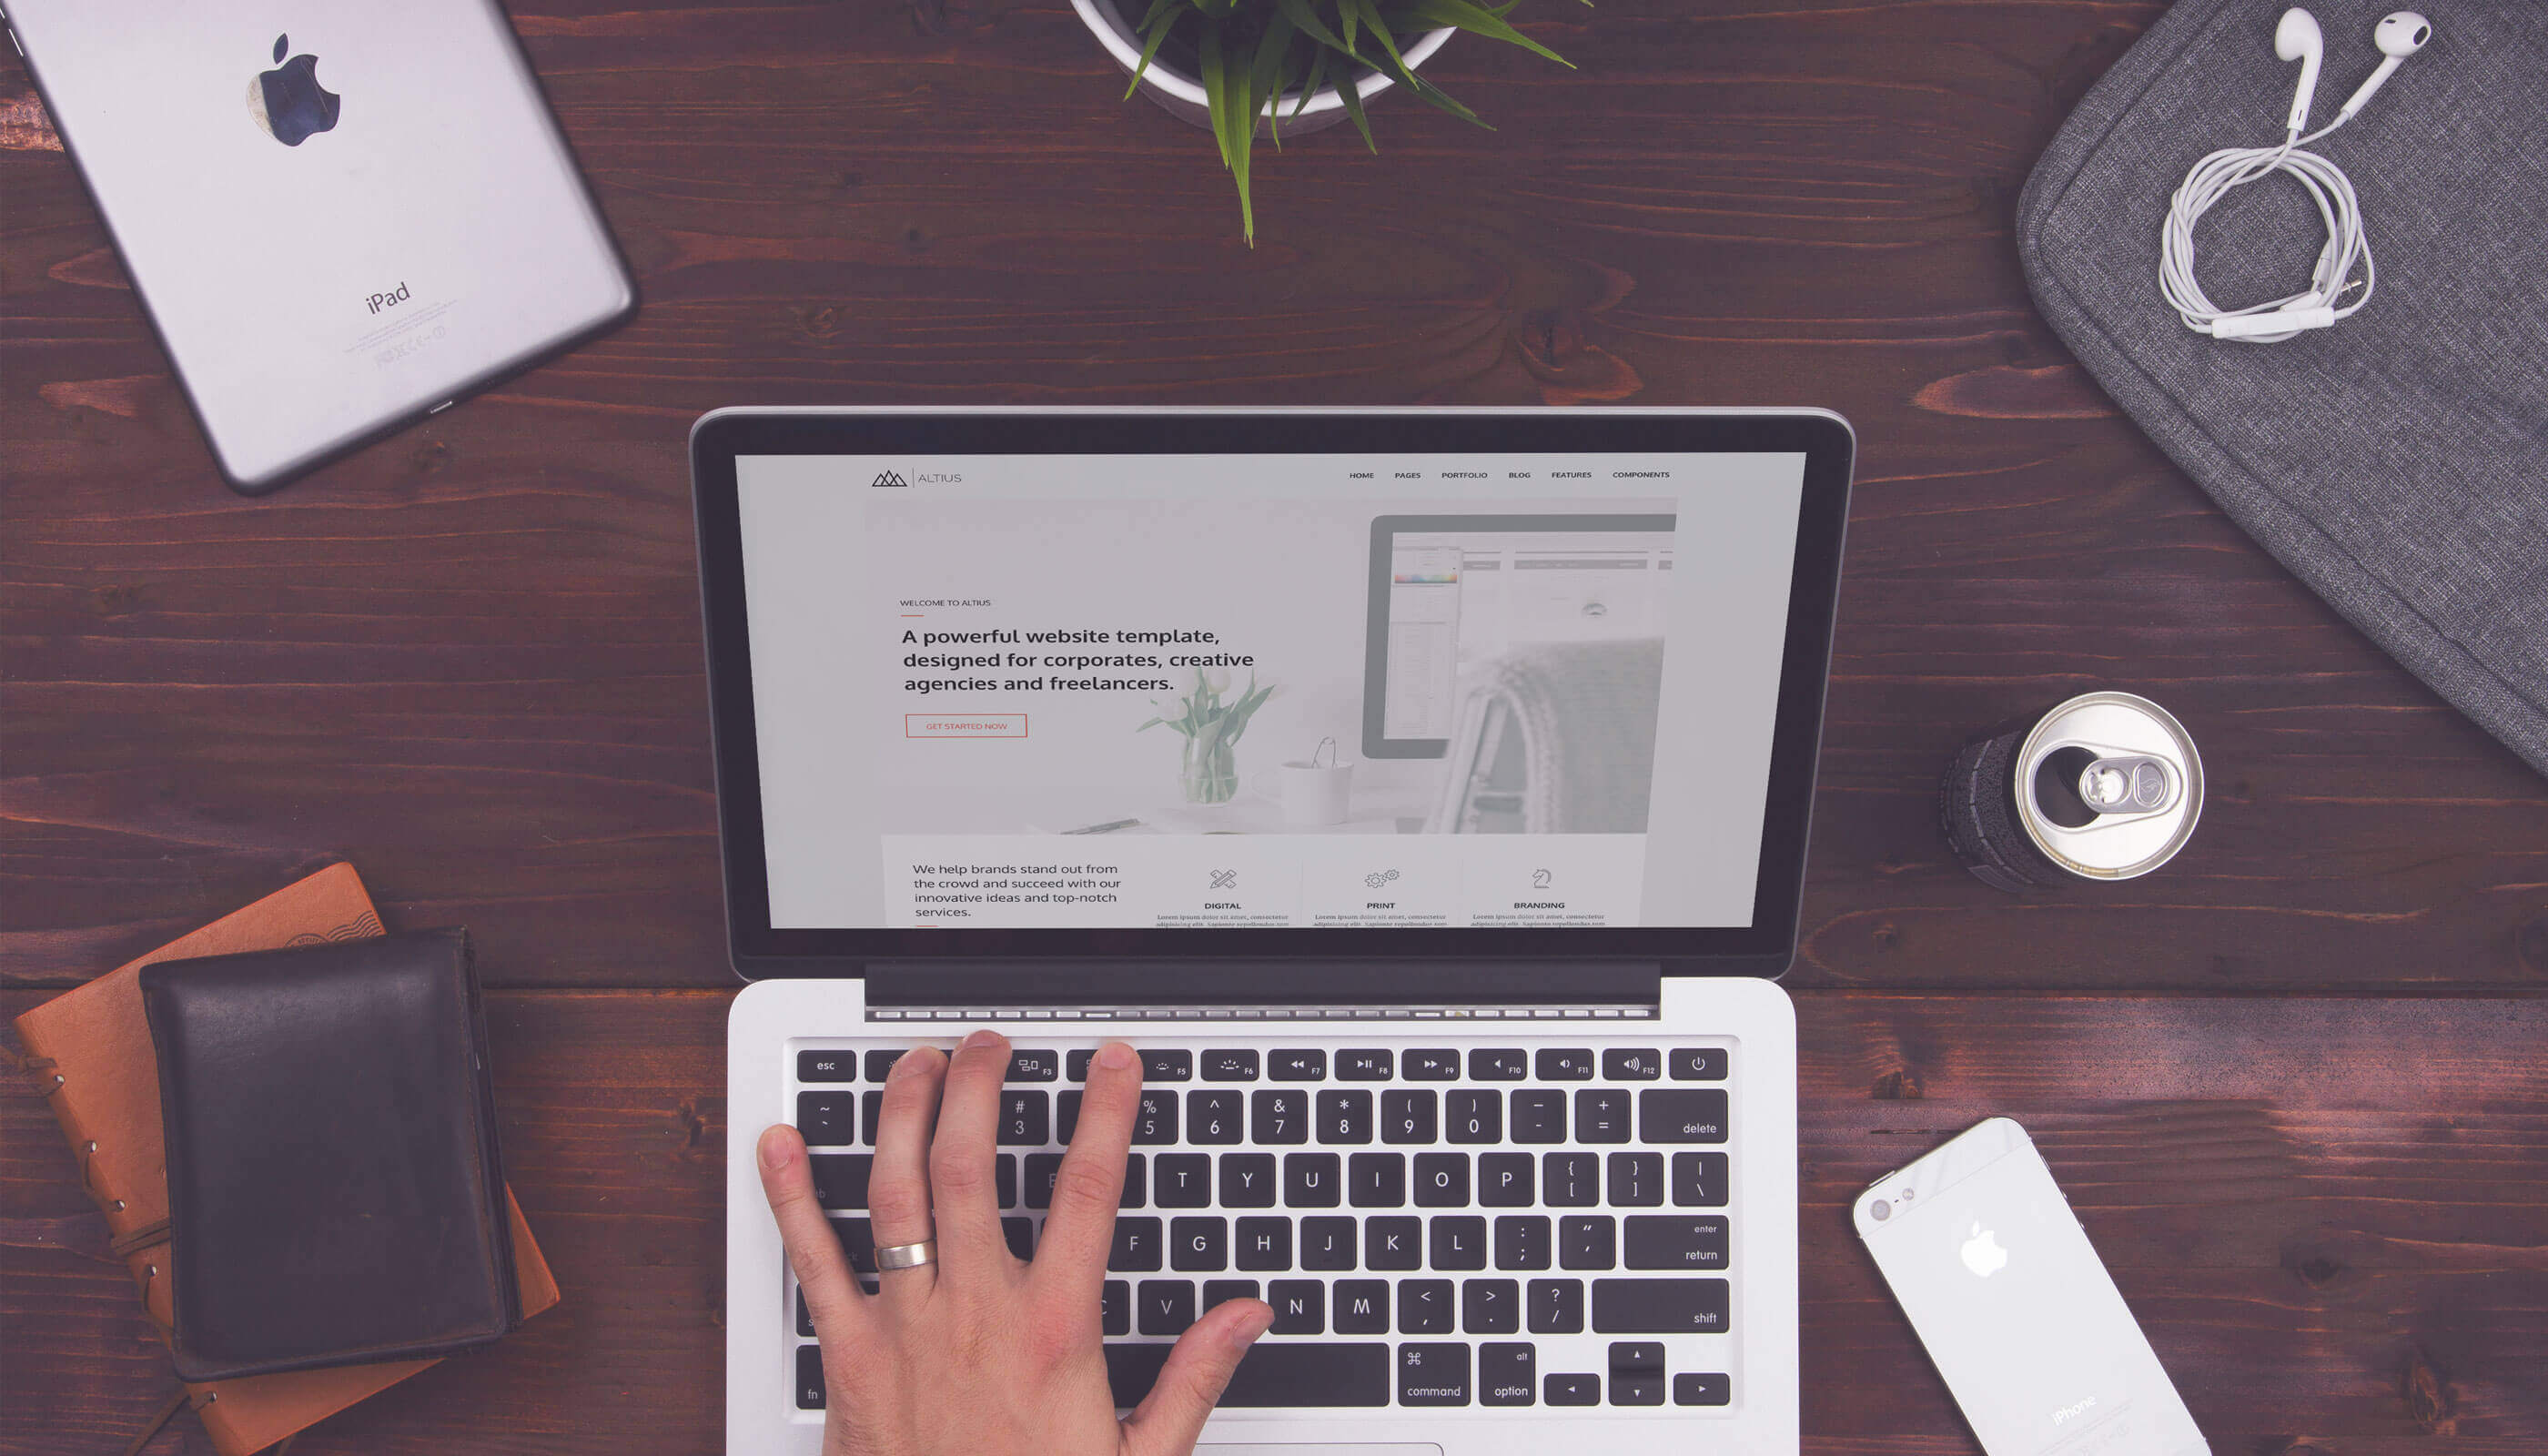 iPad
ALTIUS
HOME PAGES PORTFOLIO BLOG FEATURES COMPONENTS
WELCOME TO ALTIUS
A powerful website template,
designed for corporates, creative
agencies and freelancers.
GET STARTED NOW
We help brands stand out from
the crowd and succeed with our
innovative ideas and top-notch
services.
DIGITAL
Lorem ipsum dolor sit amet, consectetur
adipisicing elit. Sapiente repellendus eum
PRINT
Lorem ipsum dolor sit amet, consectetur
adipisicing elit. Sapiente repellendus eum
BRANDING
Lorem ipsum dolor sit amet, consectetur
adipisicing elit. Sapiente repellendus eum
esc F3 F5 F6 F7 F8 F9 F10 F11 F12
~ # % ^ & * ( ) _ +
` 3 5 6 7 8 9 0 - = delete
T Y U I O P { [ } ] | \
F G H J K L : ; " ' enter return
C V N M < , > . ? / shift
fn ⌘ command alt option
iPhone